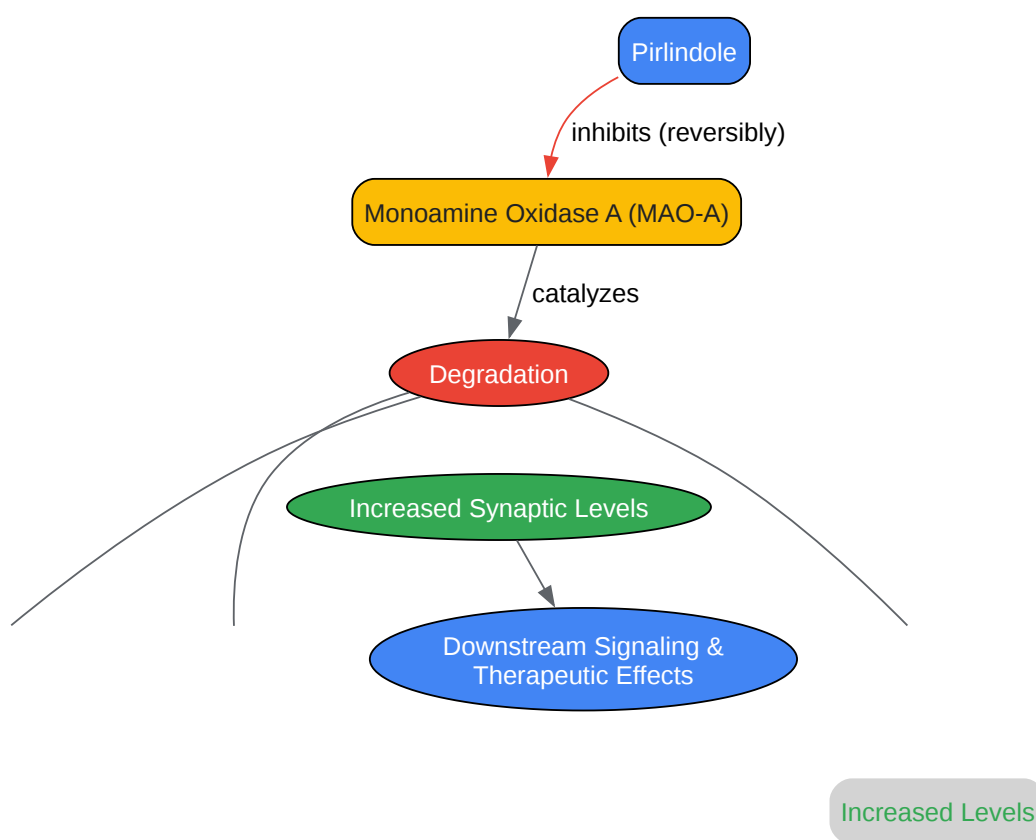 Pirlindole
inhibits (reversibly)
Monoamine Oxidase A (MAO-A)
catalyzes
Degradation
Increased Synaptic Levels
Downstream Signaling &
Therapeutic Effects
Increased Levels